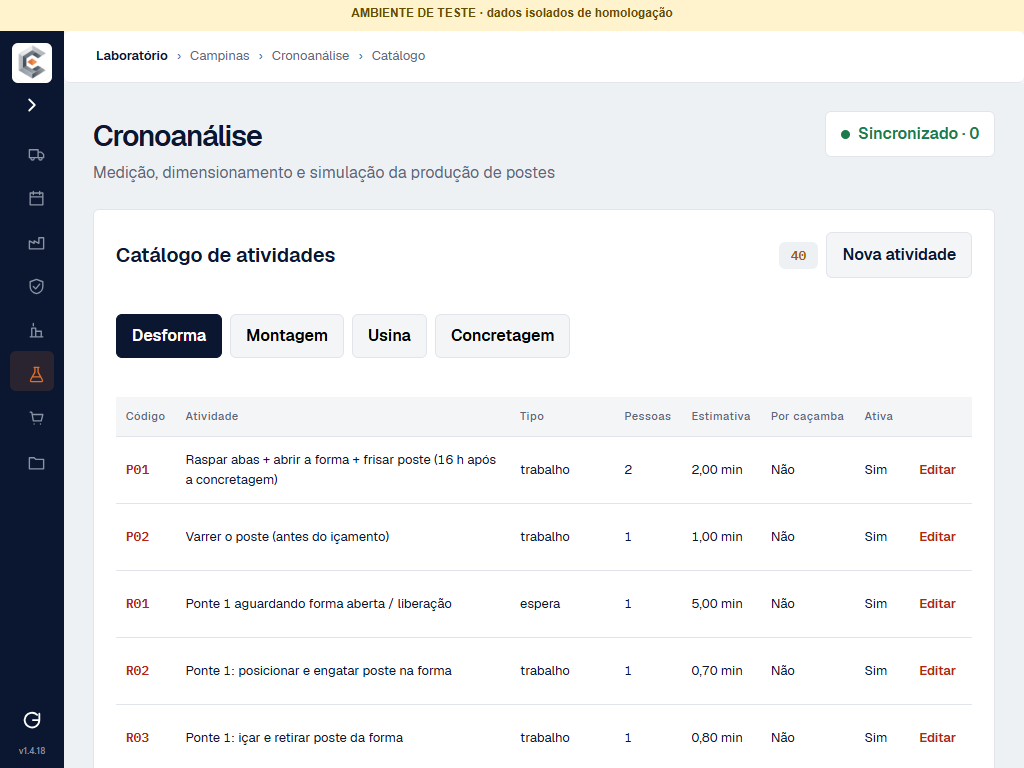 AMBIENTE DE TESTE · dados isolados de homologação
Laboratório › Campinas › Cronoanálise › Catálogo
Cronoanálise
Sincronizado · 0
Medição, dimensionamento e simulação da produção de postes
Catálogo de atividades
40
Nova atividade
Desforma Montagem Usina Concretagem
Código Atividade Tipo Pessoas Estimativa Por caçamba Ativa
P01 Raspar abas + abrir a forma + frisar poste (16 h após
a concretagem) trabalho 2 2,00 min Não Sim Editar
P02 Varrer o poste (antes do içamento) trabalho 1 1,00 min Não Sim Editar
R01 Ponte 1 aguardando forma aberta / liberação espera 1 5,00 min Não Sim Editar
R02 Ponte 1: posicionar e engatar poste na forma trabalho 1 0,70 min Não Sim Editar
R03 Ponte 1: içar e retirar poste da forma trabalho 1 0,80 min Não Sim Editar
v1.4.18